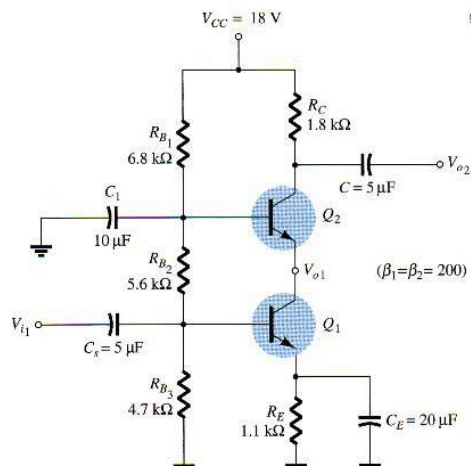 V_CC = 18 V
R_C
1.8 kΩ
R_B1
6.8 kΩ
V_o2
C = 5 μF
C_1
10 μF
Q_2
R_B2
5.6 kΩ
V_o1
(β_1=β_2= 200)
V_i1
C_s = 5 μF
Q_1
R_B3
4.7 kΩ
R_E
1.1 kΩ
C_E = 20 μF